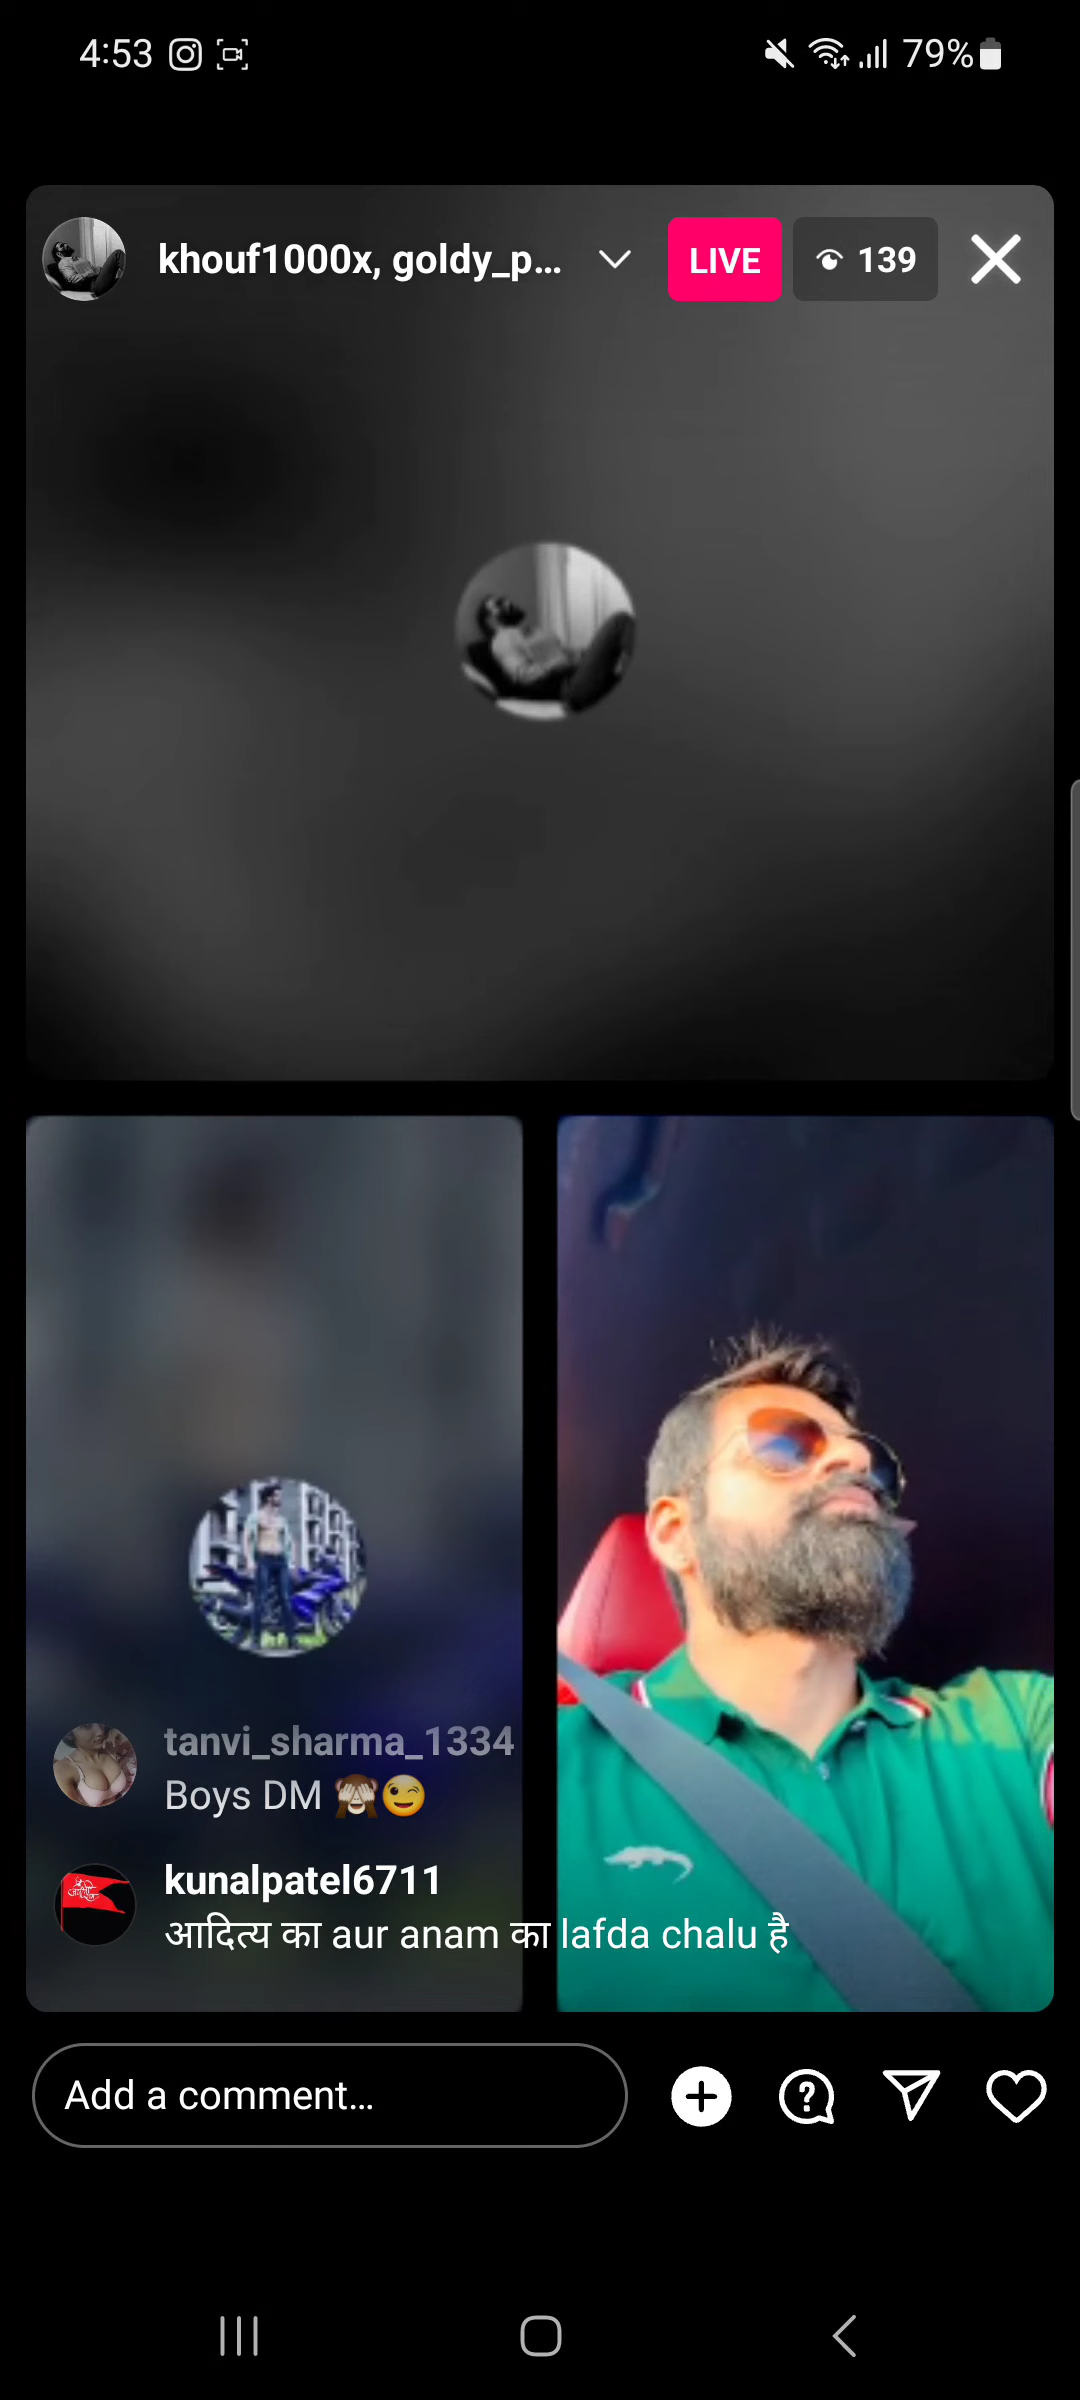 4:53
79%
khouf1000x, goldy_p...
LIVE
139
tanvi_sharma_1334
Boys DM 🙈😉
kunalpatel6711
आदित्य का aur anam का lafda chalu है
Add a comment...